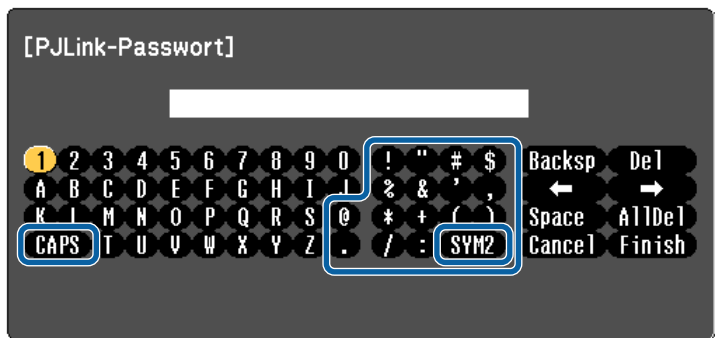 [PJLink-Passwort]
1 2 3 4 5 6 7 8 9 0 ! " # $ Backsp Del
A B C D E F G H I J % & ' , ← →
K L M N O P Q R S @ * + ( ) Space AllDel
CAPS T U V W X Y Z . / : SYM2 Cancel Finish